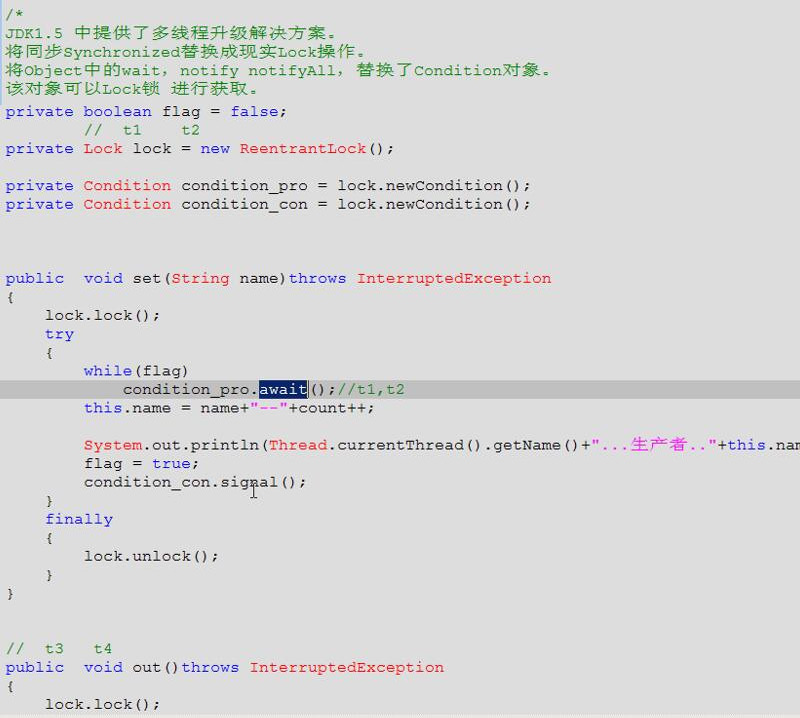 /*
JDK1.5 中提供了多线程升级解决方案。
将同步Synchronized替换成现实Lock操作。
将Object中的wait，notify notifyAll，替换了Condition对象。
该对象可以Lock锁 进行获取。
private boolean flag = false;
// t1 t2
private Lock lock = new ReentrantLock();
private Condition condition_pro = lock.newCondition();
private Condition condition_con = lock.newCondition();
public void set(String name)throws InterruptedException
{
lock.lock();
try
{
while(flag)
condition_pro.await();//t1,t2
this.name = name+"--"+count++;
System.out.println(Thread.currentThread().getName()+"...生产者.."+this.nam
flag = true;
condition_con.signal();
}
finally
{
lock.unlock();
}
}
// t3 t4
public void out()throws InterruptedException
{
lock.lock();